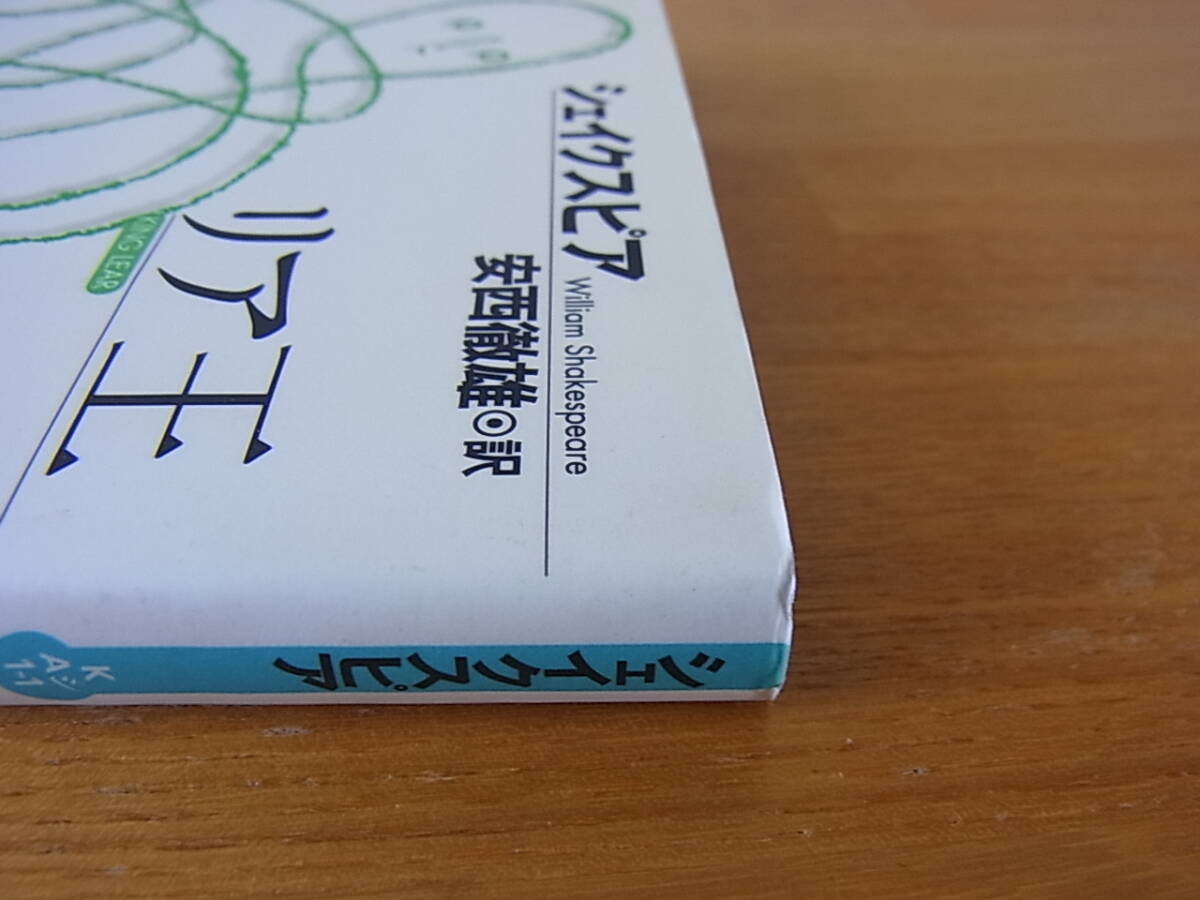 シェイクスピア
William Shakespeare
安西徹雄◎訳
リア王
KING LEAR
シェイクスピア
K
Aシ
1-1